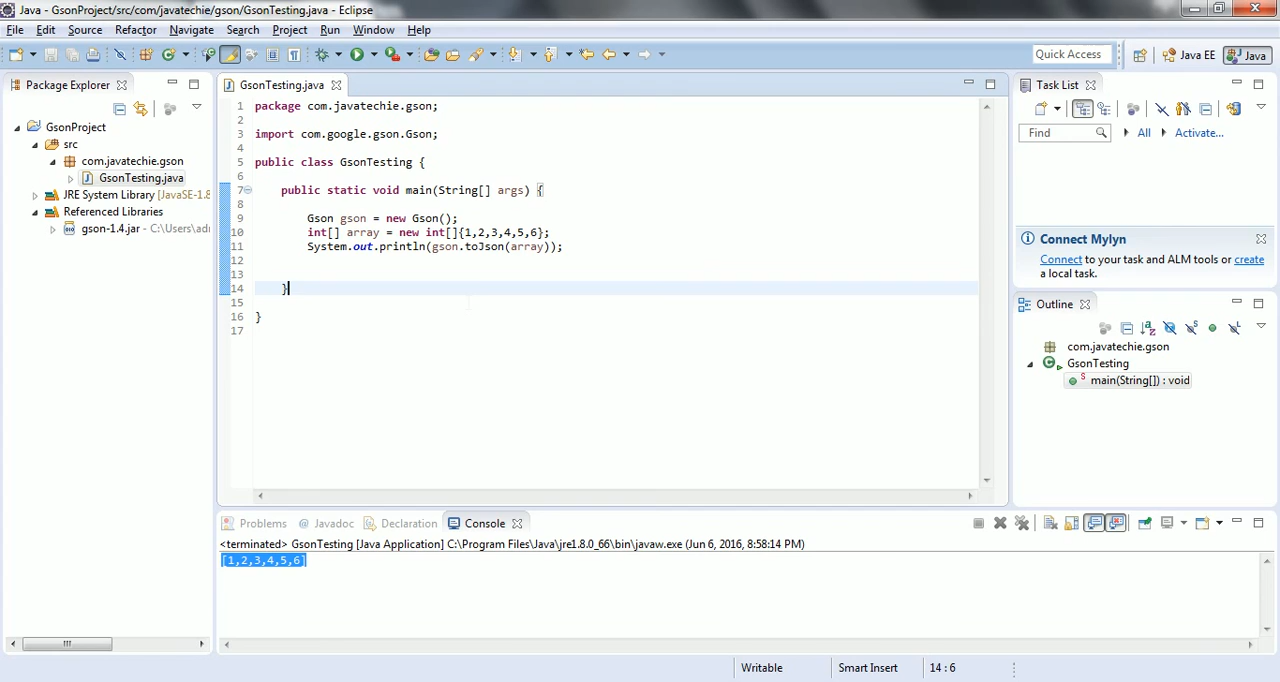 Java - GsonProject/src/com/javatechie/gson/GsonTesting.java - Eclipse
File Edit Source Refactor Navigate Search Project Run Window Help
Quick Access
Java EE
Java
Package Explorer
GsonProject
src
com.javatechie.gson
GsonTesting.java
JRE System Library [JavaSE-1.8
Referenced Libraries
gson-1.4.jar - C:\Users\adm
GsonTesting.java
1 package com.javatechie.gson;
2
3 import com.google.gson.Gson;
4
5 public class GsonTesting {
6
7 public static void main(String[] args) {
8
9 Gson gson = new Gson();
10 int[] array = new int[]{1,2,3,4,5,6};
11 System.out.println(gson.toJson(array));
12
13
14 }
15
16 }
17
Task List
Find
All
Activate...
Connect Mylyn
Connect to your task and ALM tools or create
a local task.
Outline
com.javatechie.gson
GsonTesting
main(String[]) : void
Problems @ Javadoc Declaration Console
<terminated> GsonTesting [Java Application] C:\Program Files\Java\jre1.8.0_66\bin\javaw.exe (Jun 6, 2016, 8:58:14 PM)
[1,2,3,4,5,6]
Writable
Smart Insert
14 : 6